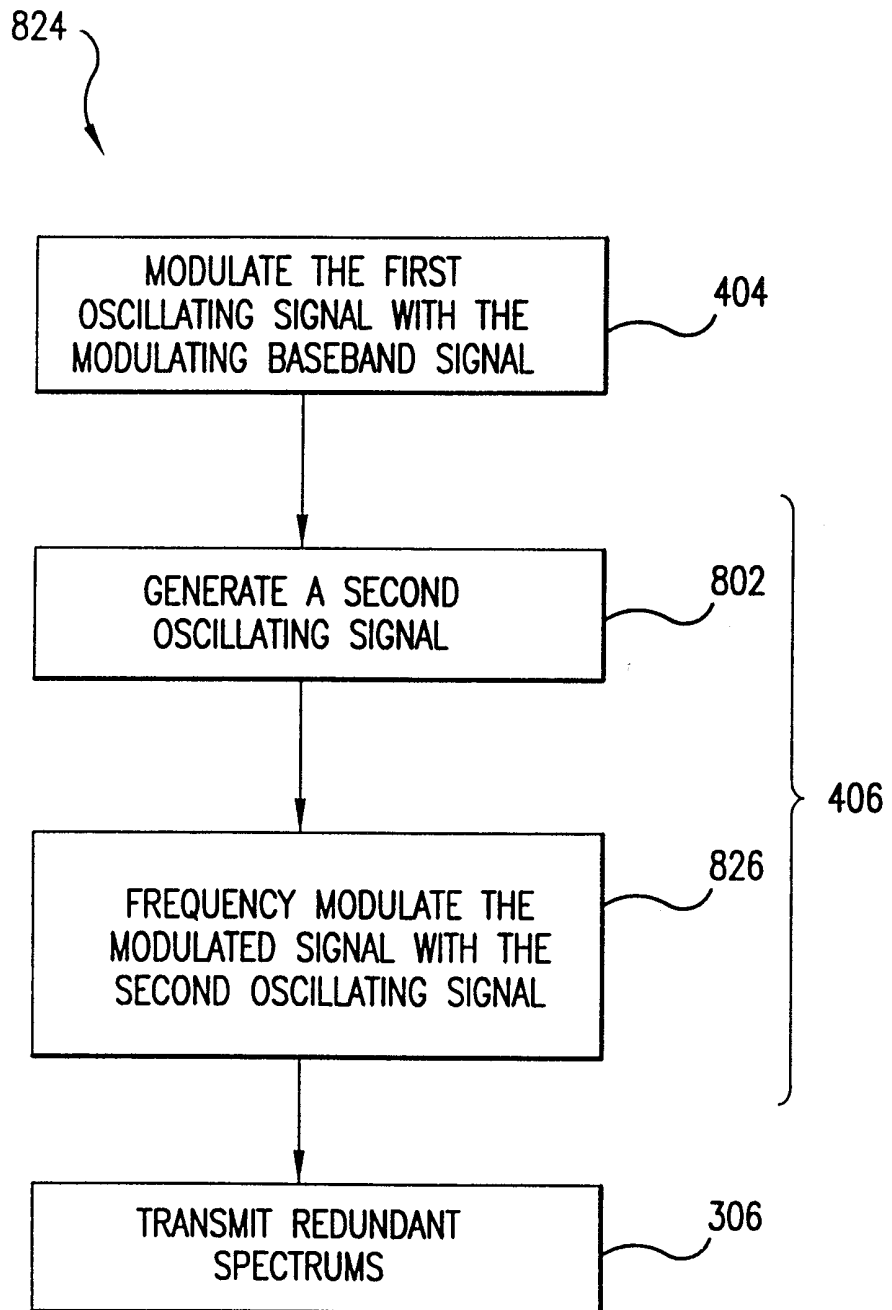 824
MODULATE THE FIRST
OSCILLATING SIGNAL WITH THE
MODULATING BASEBAND SIGNAL
404
GENERATE A SECOND
OSCILLATING SIGNAL
802
406
FREQUENCY MODULATE THE
MODULATED SIGNAL WITH THE
SECOND OSCILLATING SIGNAL
826
TRANSMIT REDUNDANT
SPECTRUMS
306